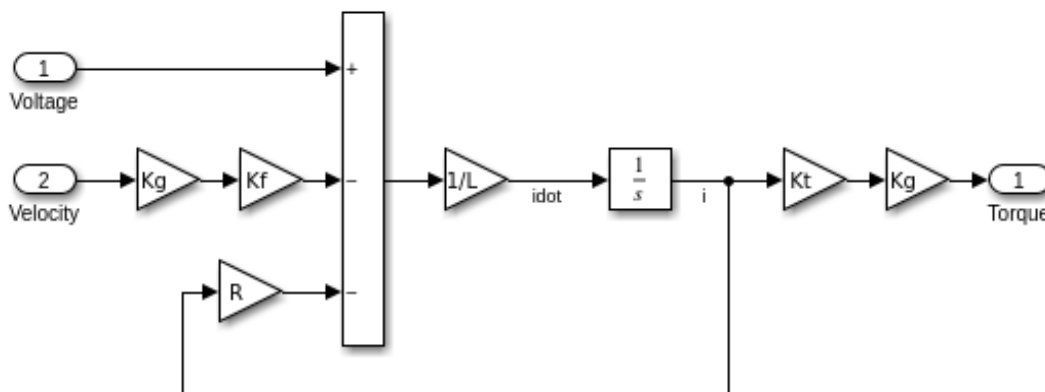 1
+
Voltage
2
Kg
Kf
−
1/L
1
s
Kt
Kg
1
idot
i
Velocity
Torque
R
−